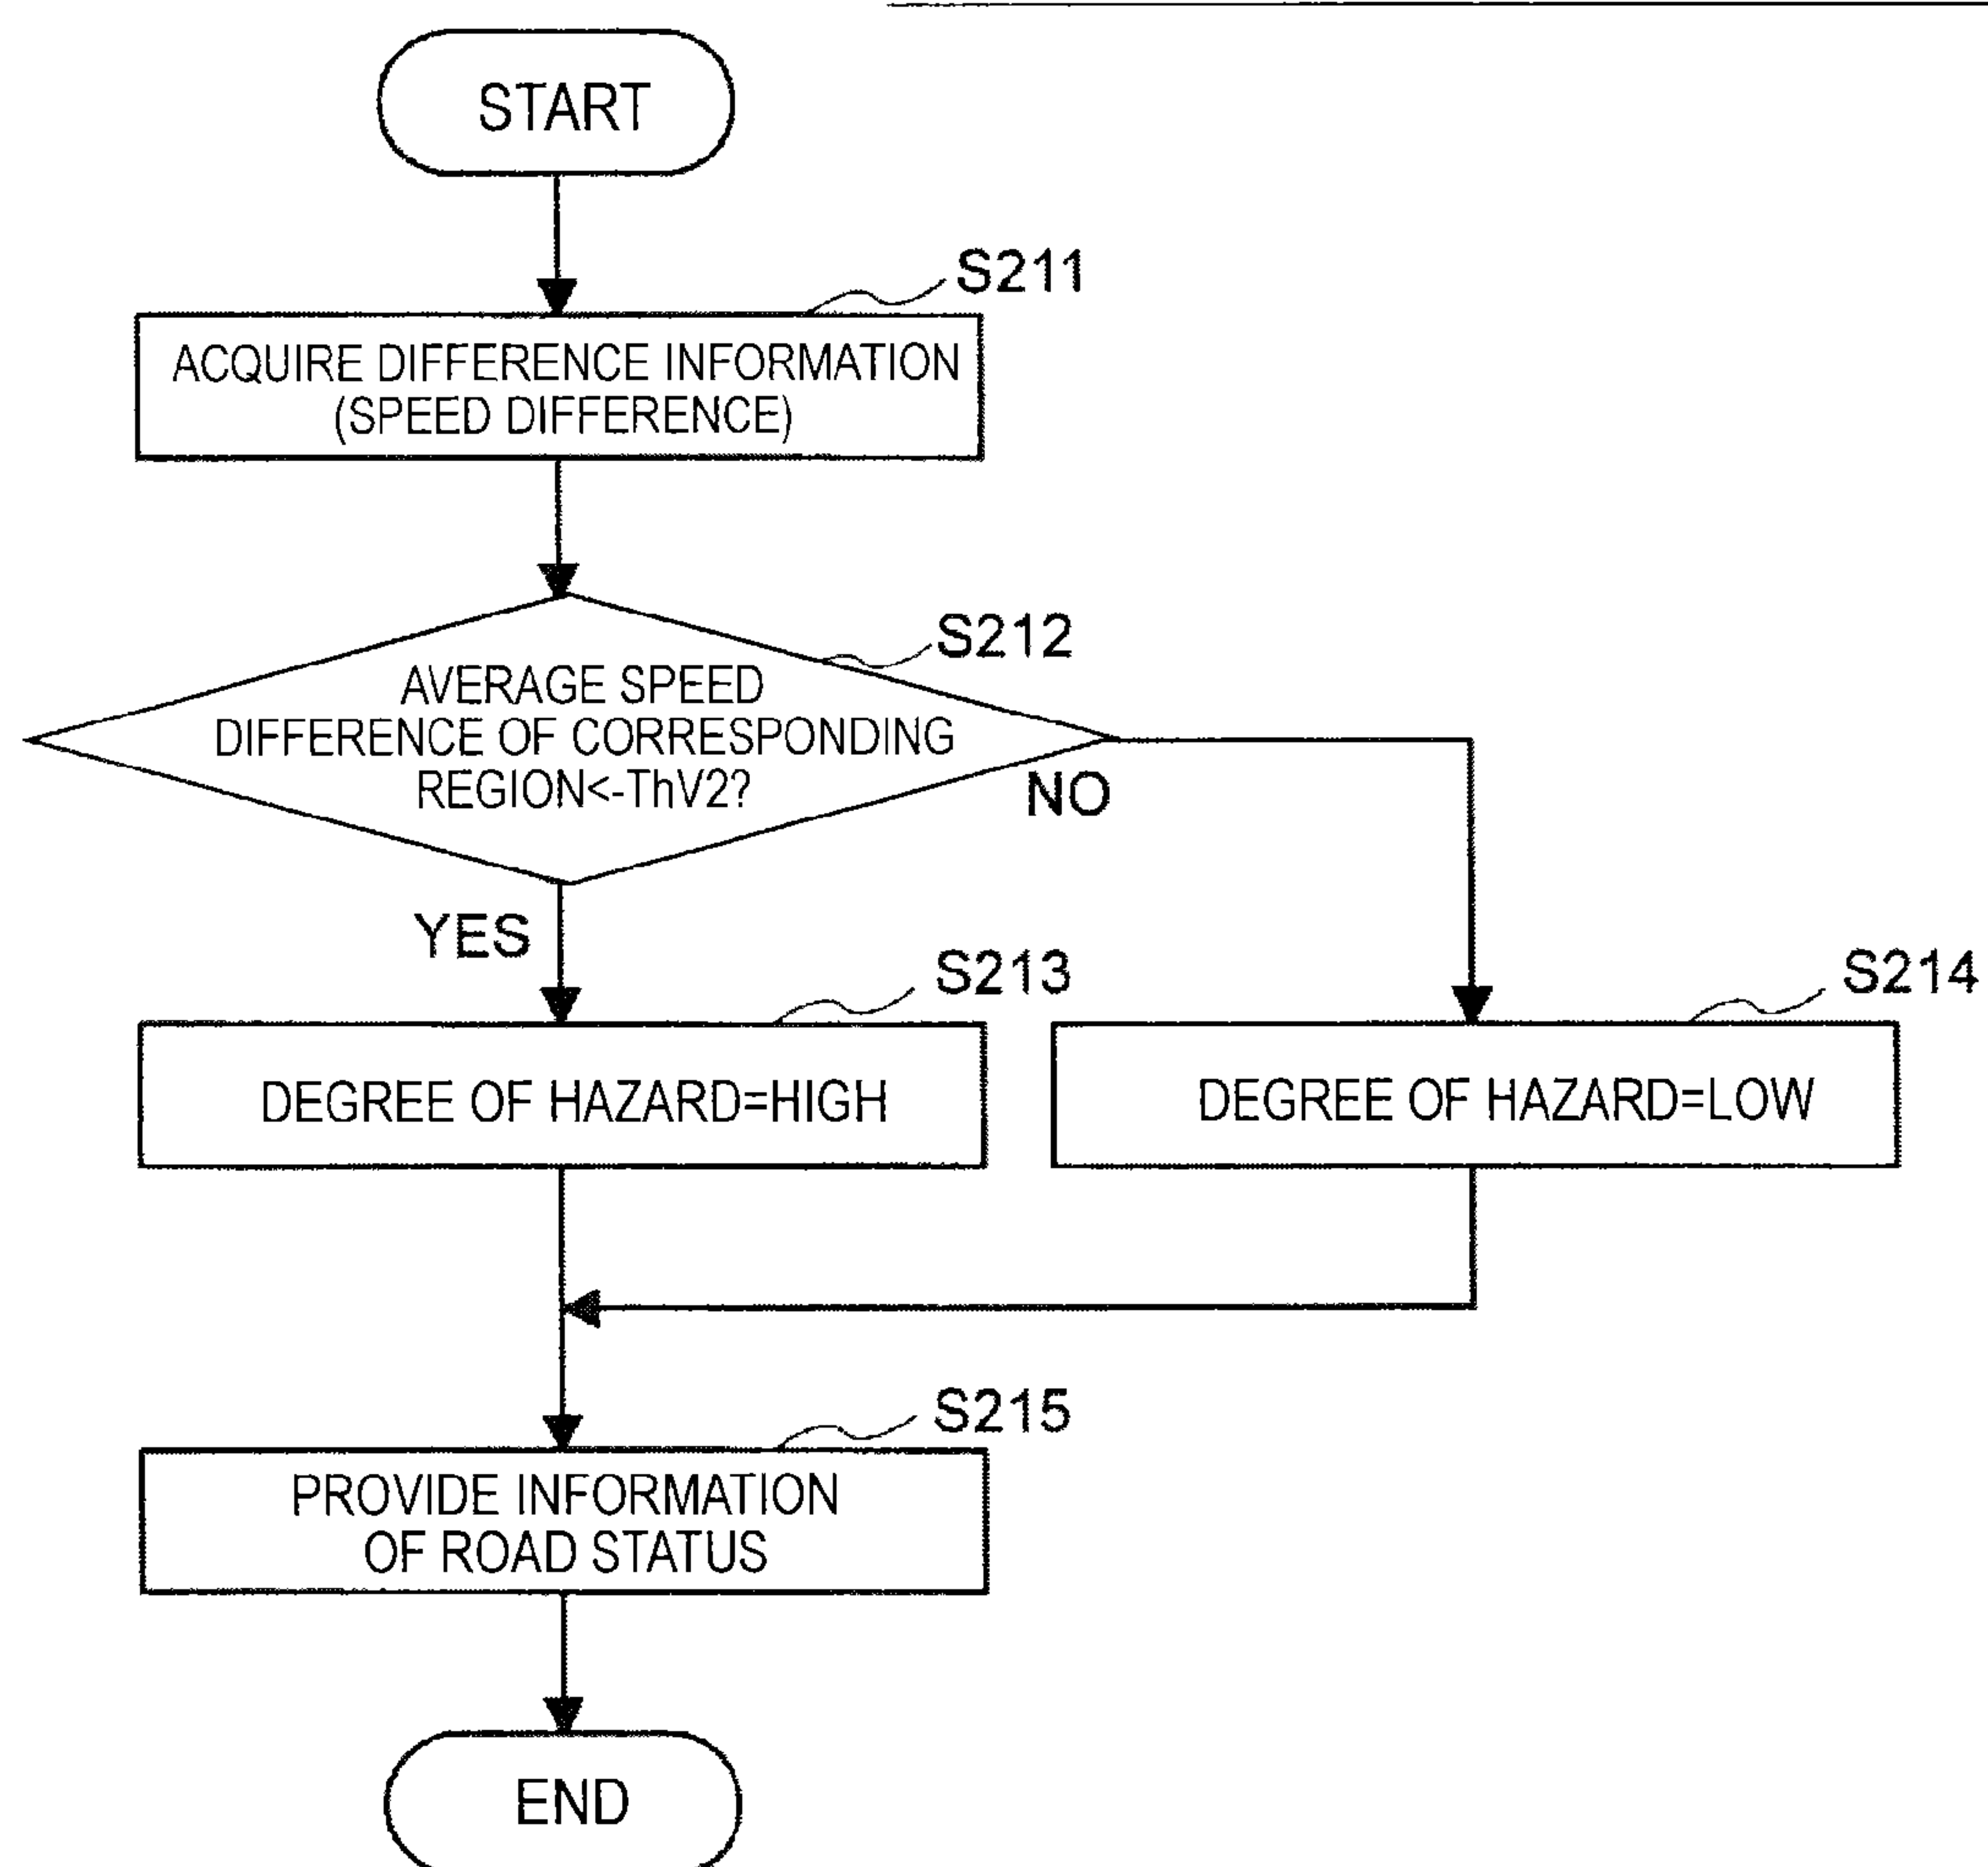 START
S211
ACQUIRE DIFFERENCE INFORMATION
(SPEED DIFFERENCE)
S212
AVERAGE SPEED
DIFFERENCE OF CORRESPONDING
REGION<-ThV2?
NO
YES
S213
DEGREE OF HAZARD=HIGH
S214
DEGREE OF HAZARD=LOW
S215
PROVIDE INFORMATION
OF ROAD STATUS
END